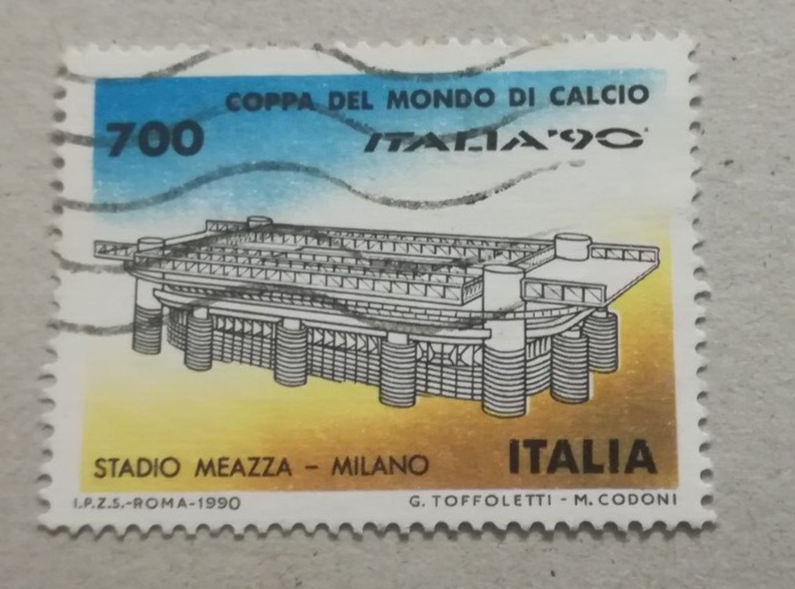 COPPA DEL MONDO DI CALCIO
700
ITALIA'90
STADIO MEAZZA - MILANO
ITALIA
I.P.Z.S.-ROMA-1990
G. TOFFOLETTI - M. CODONI